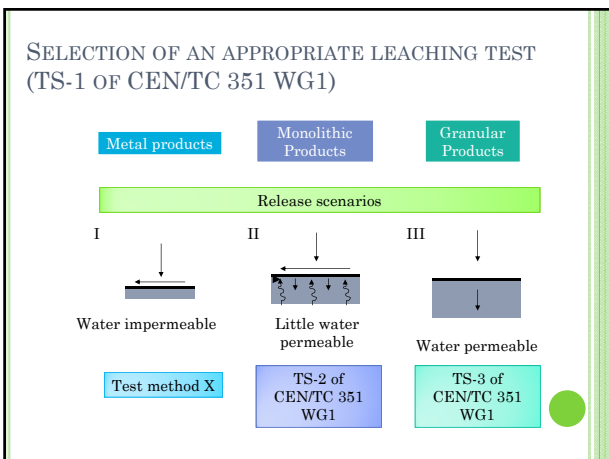 SELECTION OF AN APPROPRIATE LEACHING TEST
(TS-1 OF CEN/TC 351 WG1)
Metal products
Monolithic
Products
Granular
Products
Release scenarios
I
II
III
Water impermeable
Little water
permeable
Water permeable
Test method X
TS-2 of
CEN/TC 351
WG1
TS-3 of
CEN/TC 351
WG1